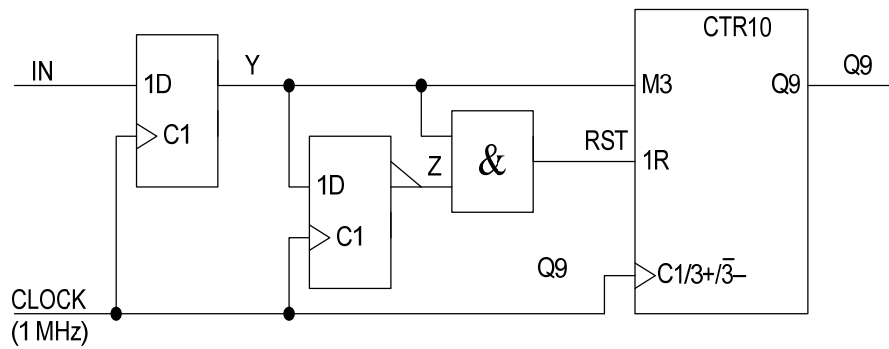 CTR10
IN
1D
Y
M3
Q9
Q9
C1
&
RST
1R
1D
Z
C1
Q9
C1/3+/3̅–
CLOCK
(1 MHz)